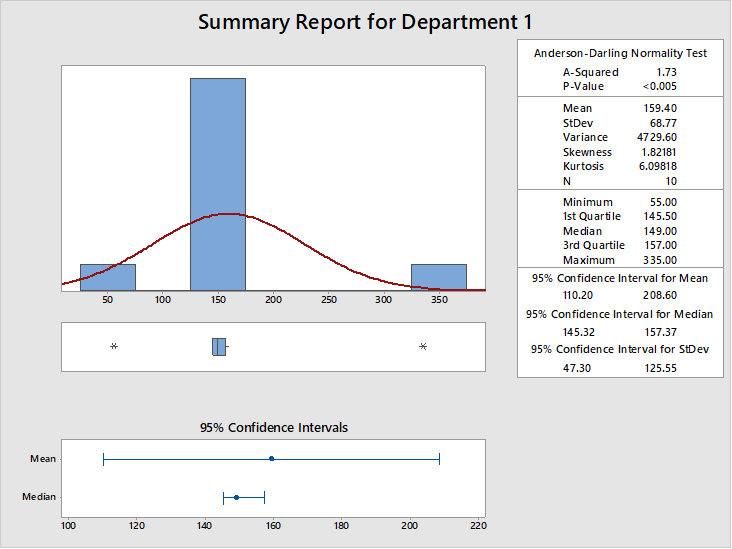 Summary Report for Department 1
Anderson-Darling Normality Test
A-Squared 1.73
P-Value <0.005
Mean 159.40
StDev 68.77
Variance 4729.60
Skewness 1.82181
Kurtosis 6.09818
N 10
Minimum 55.00
1st Quartile 145.50
Median 149.00
3rd Quartile 157.00
Maximum 335.00
95% Confidence Interval for Mean
110.20 208.60
95% Confidence Interval for Median
145.32 157.37
95% Confidence Interval for StDev
47.30 125.55
50 100 150 200 250 300 350
95% Confidence Intervals
Mean
Median
100 120 140 160 180 200 220